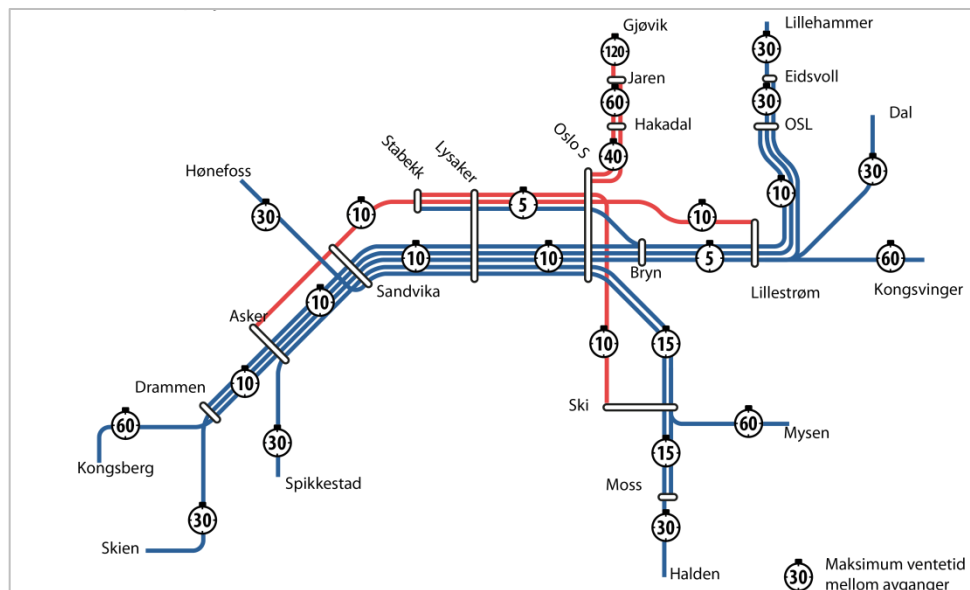 Gjøvik
Lillehammer
120
30
Jaren
Eidsvoll
60
30
Dal
Hakadal
OSL
Oslo S
40
Stabekk
Lysaker
Hønefoss
30
10
30
10
5
10
10
10
5
60
Bryn
Sandvika
Lillestrøm
Kongsvinger
10
Asker
10
15
10
Drammen
Ski
60
60
Mysen
30
15
Kongsberg
Spikkestad
Moss
30
30
Skien
Halden
30
Maksimum ventetid
mellom avganger